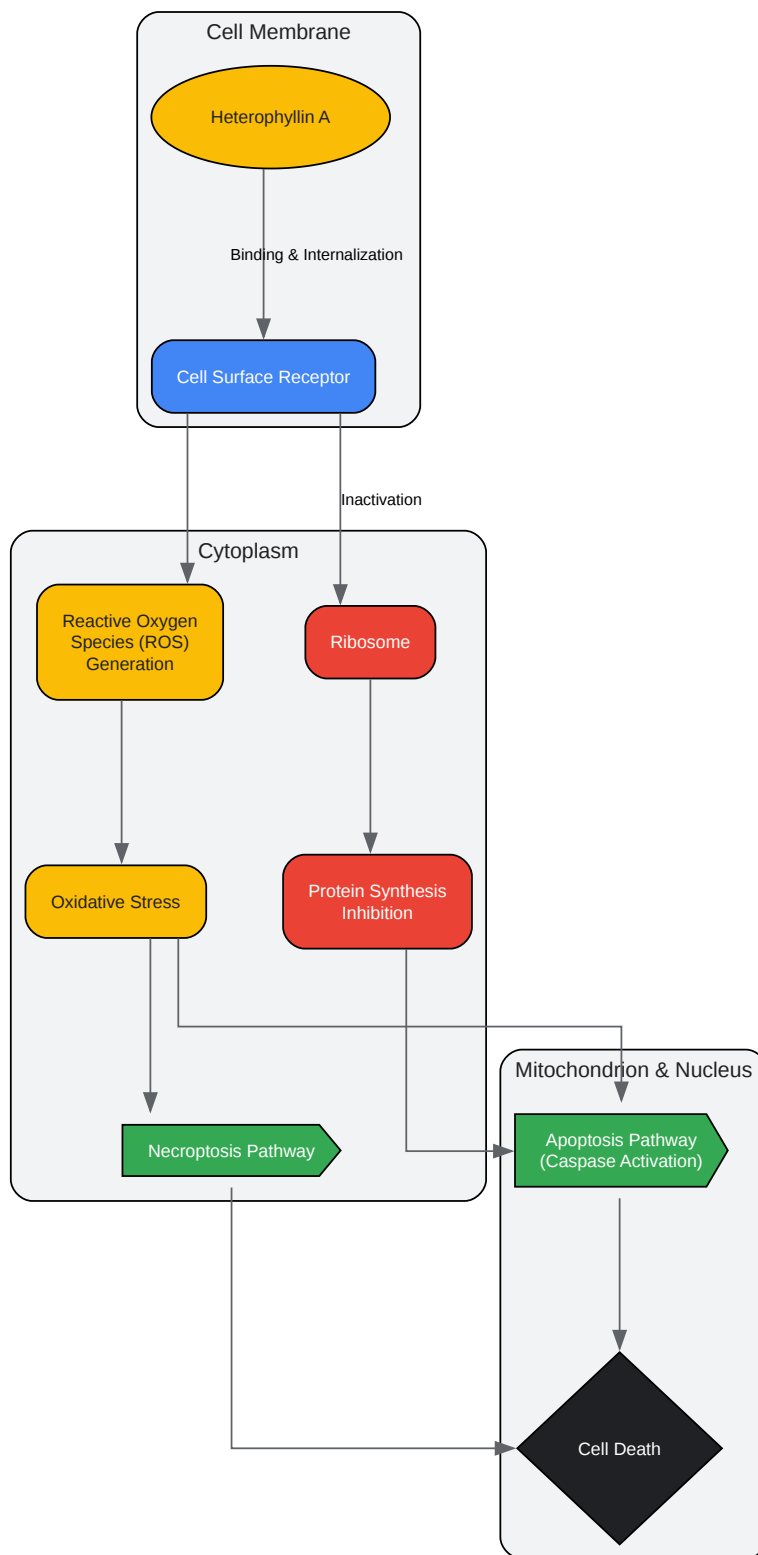 Cell Membrane
Heterophyllin A
Binding & Internalization
Cell Surface Receptor
Inactivation
Cytoplasm
Reactive Oxygen
Species (ROS)
Generation
Ribosome
Oxidative Stress
Protein Synthesis
Inhibition
Mitochondrion & Nucleus
Necroptosis Pathway
Apoptosis Pathway
(Caspase Activation)
Cell Death